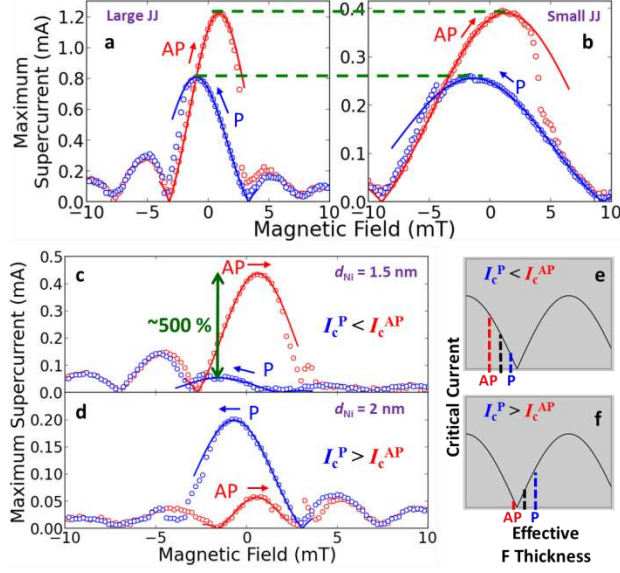 Large JJ
a
AP
P
Maximum
Supercurrent (mA)
1.2
1.0
0.8
0.6
0.4
0.2
0.0
−10 −5 0 5 10
Small JJ
b
AP
P
0.4
0.3
0.2
0.1
0.0
−10 −5 0 5 10
Magnetic Field (mT)
Maximum Supercurrent (mA)
c
AP
d_Ni = 1.5 nm
~500 %
I_c^P < I_c^AP
P
0.5
0.4
0.3
0.2
0.1
0.0
d
P
d_Ni = 2 nm
I_c^P > I_c^AP
AP
0.20
0.15
0.10
0.05
0.00
−10 −5 0 5 10
Magnetic Field (mT)
Critical Current
I_c^P < I_c^AP
e
AP P
I_c^P > I_c^AP
f
AP P
Effective
F Thickness